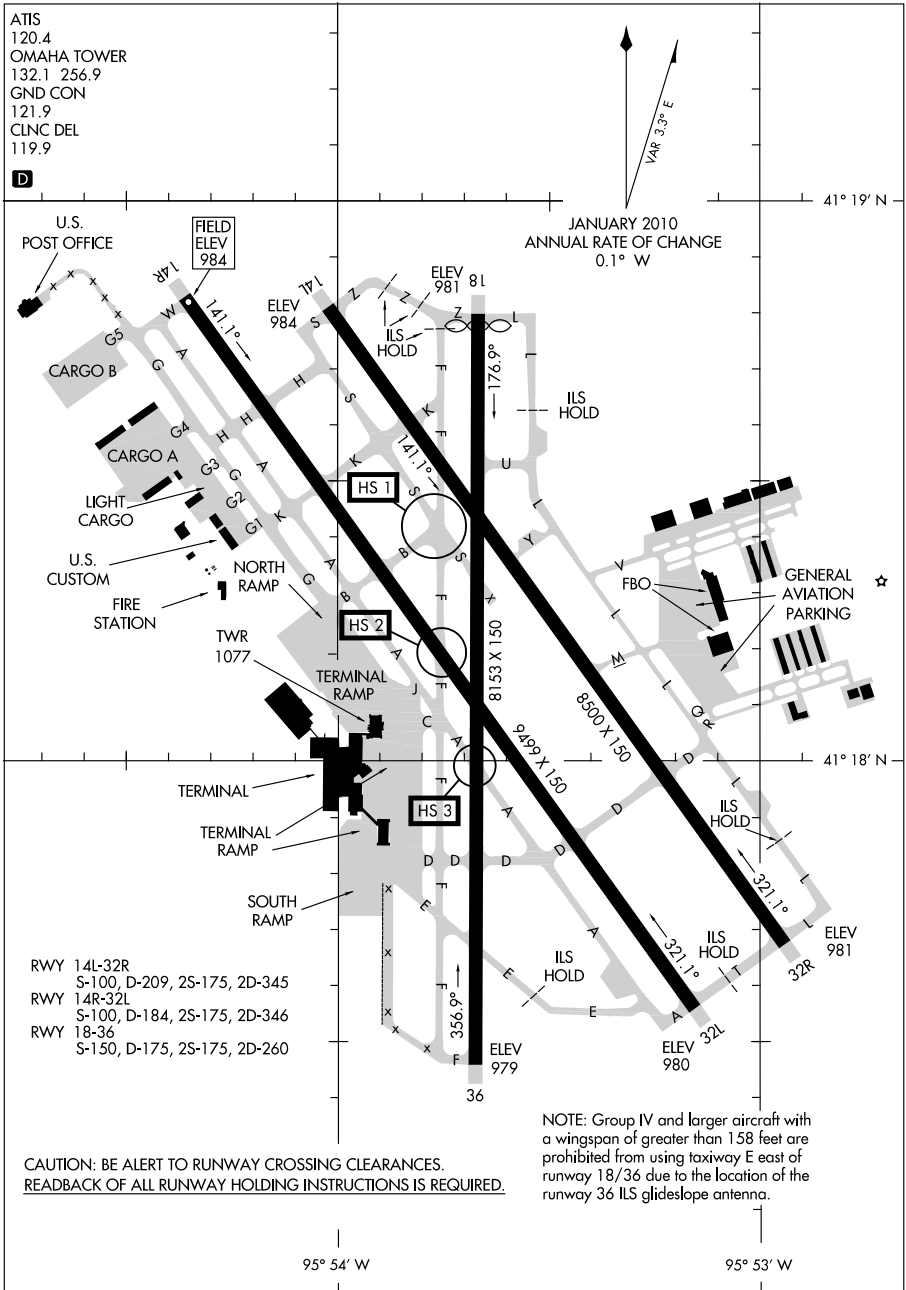 ATIS
120.4
OMAHA TOWER
132.1 256.9
GND CON
121.9
CLNC DEL
119.9
D
VAR 3.3° E
JANUARY 2010
ANNUAL RATE OF CHANGE
0.1° W
41° 19' N
U.S.
POST OFFICE
FIELD
ELEV
984
14R
141.1°
14L
ELEV
984
ELEV
981
18
ILS
HOLD
176.9°
ILS
HOLD
W
A
G5
G
A
CARGO B
S
Z
Z
Z
L
F
L
H
H
H
S
K
F
F
G4
G3
G
A
CARGO A
K
141.1°
S
U
L
Y
LIGHT
CARGO
G2
G1
K
HS 1
U.S.
CUSTOM
A
B
B
G
S
F
F
X
V
L
FIRE
STATION
NORTH
RAMP
HS 2
A
TWR
1077
TERMINAL
RAMP
J
F
C
A
8153 X 150
9499 X 150
8500 X 150
W
L
Q
R
D
L
FBO
GENERAL
AVIATION
PARKING
41° 18' N
TERMINAL
TERMINAL
RAMP
HS 3
F
A
D
D
D
D
D
F
E
A
ILS
HOLD
L
SOUTH
RAMP
321.1°
321.1°
ILS
HOLD
ILS
HOLD
L
E
E
T
A
F
356.9°
F
ELEV
981
32R
32L
ELEV
980
ELEV
979
36
x
x
x
x
x
x
x
x
x
x
RWY 14L-32R
S-100, D-209, 2S-175, 2D-345
RWY 14R-32L
S-100, D-184, 2S-175, 2D-346
RWY 18-36
S-150, D-175, 2S-175, 2D-260
NOTE: Group IV and larger aircraft with
a wingspan of greater than 158 feet are
prohibited from using taxiway E east of
runway 18/36 due to the location of the
runway 36 ILS glideslope antenna.
CAUTION: BE ALERT TO RUNWAY CROSSING CLEARANCES.
READBACK OF ALL RUNWAY HOLDING INSTRUCTIONS IS REQUIRED.
95° 54' W
95° 53' W